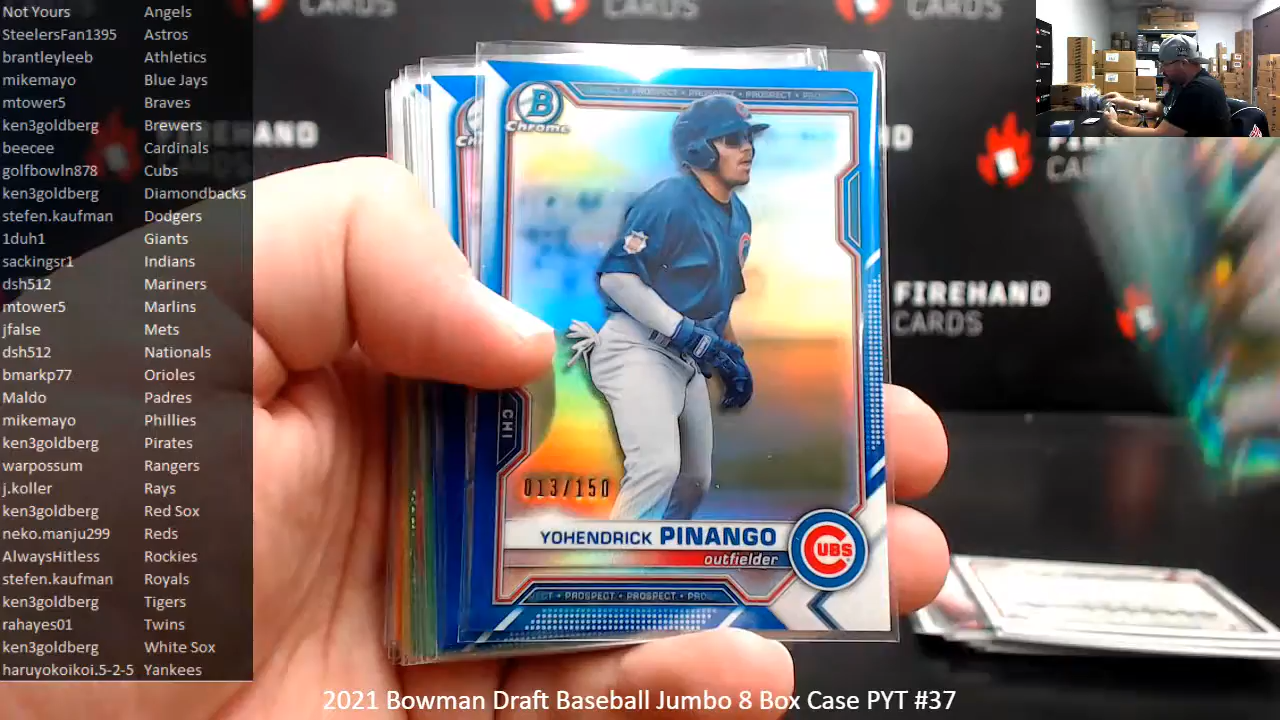 Not Yours Angels
SteelersFan1395 Astros
brantleyleeb Athletics
mikemayo Blue Jays
mtower5 Braves
ken3goldberg Brewers
beecee Cardinals
golfbowln878 Cubs
ken3goldberg Diamondbacks
stefen.kaufman Dodgers
1duh1 Giants
sackingsr1 Indians
dsh512 Mariners
mtower5 Marlins
jfalse Mets
dsh512 Nationals
bmarkp77 Orioles
Maldo Padres
mikemayo Phillies
ken3goldberg Pirates
warpossum Rangers
j.koller Rays
ken3goldberg Red Sox
neko.manju299 Reds
AlwaysHitless Rockies
stefen.kaufman Royals
ken3goldberg Tigers
rahayes01 Twins
ken3goldberg White Sox
haruyokoikoi.5-2-5 Yankees
CARDS
CARDS
CARDS
FIREHAND
CARDS
FIREHAND
CARDS
B
Chrome
PROSPECT • PROSPECT
CHI
013/150
YOHENDRICK PINANGO
outfielder
CUBS
• PROSPECT • PROSPECT •
2021 Bowman Draft Baseball Jumbo 8 Box Case PYT #37